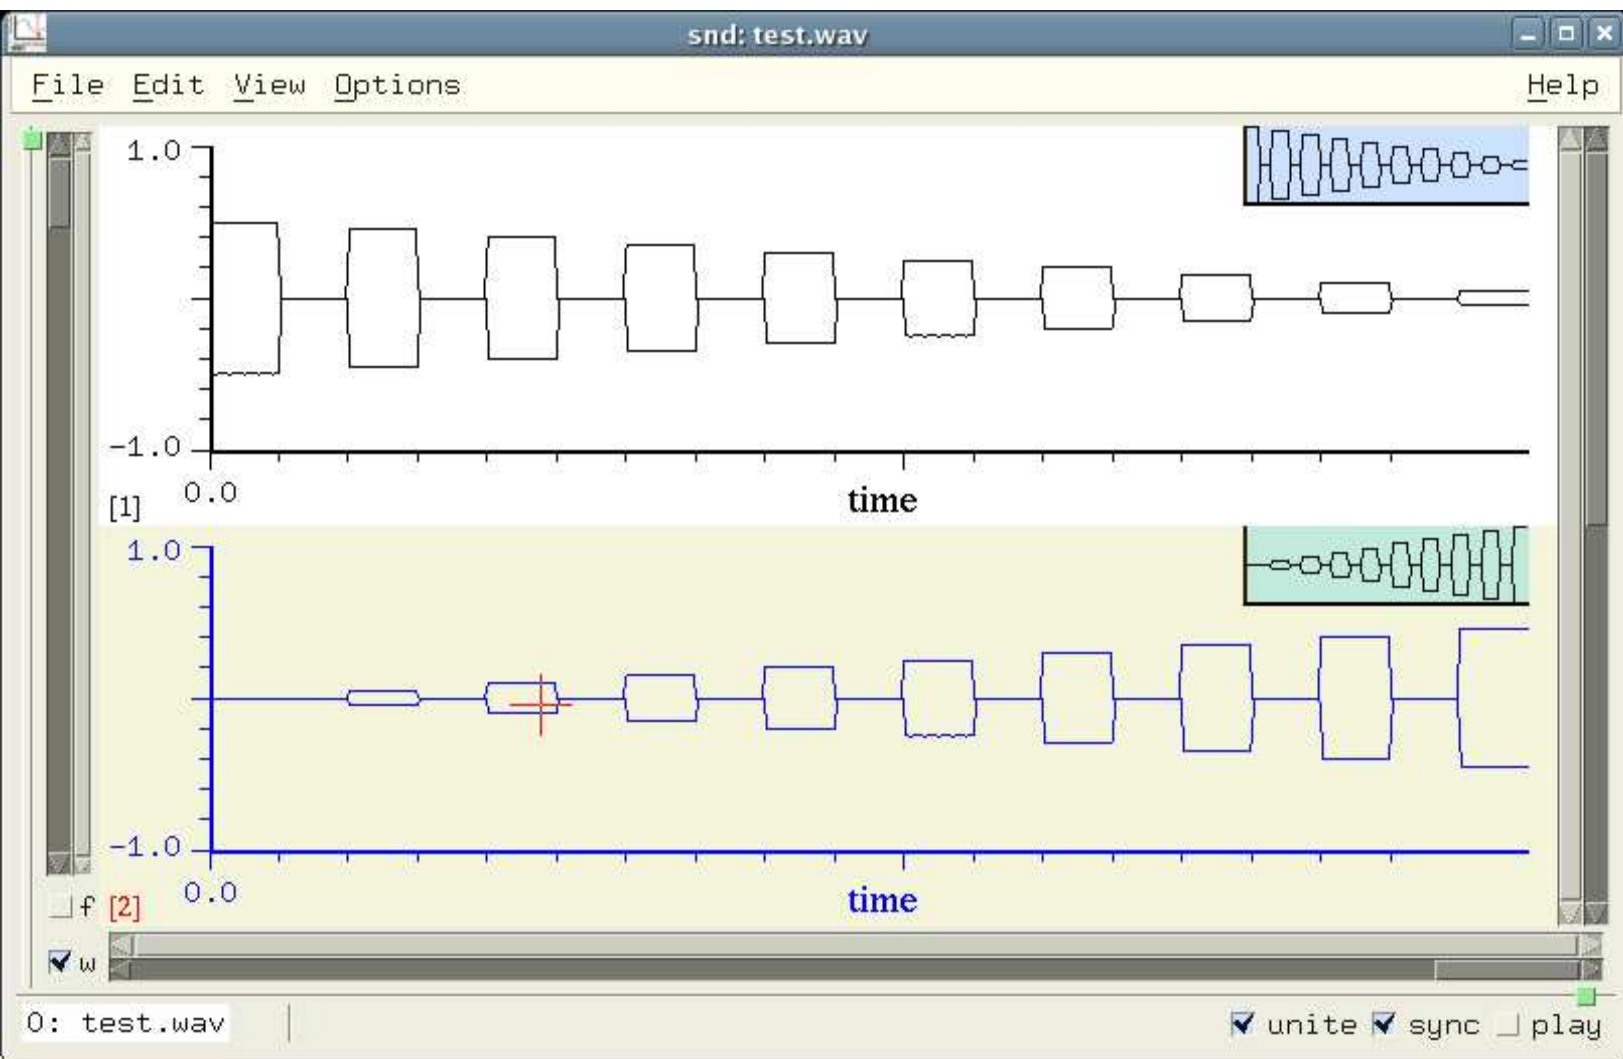 snd: test.wav
File Edit View Options Help
1.0
-1.0
0.0
time
[1]
1.0
-1.0
0.0
time
f [2]
w
0: test.wav unite sync play